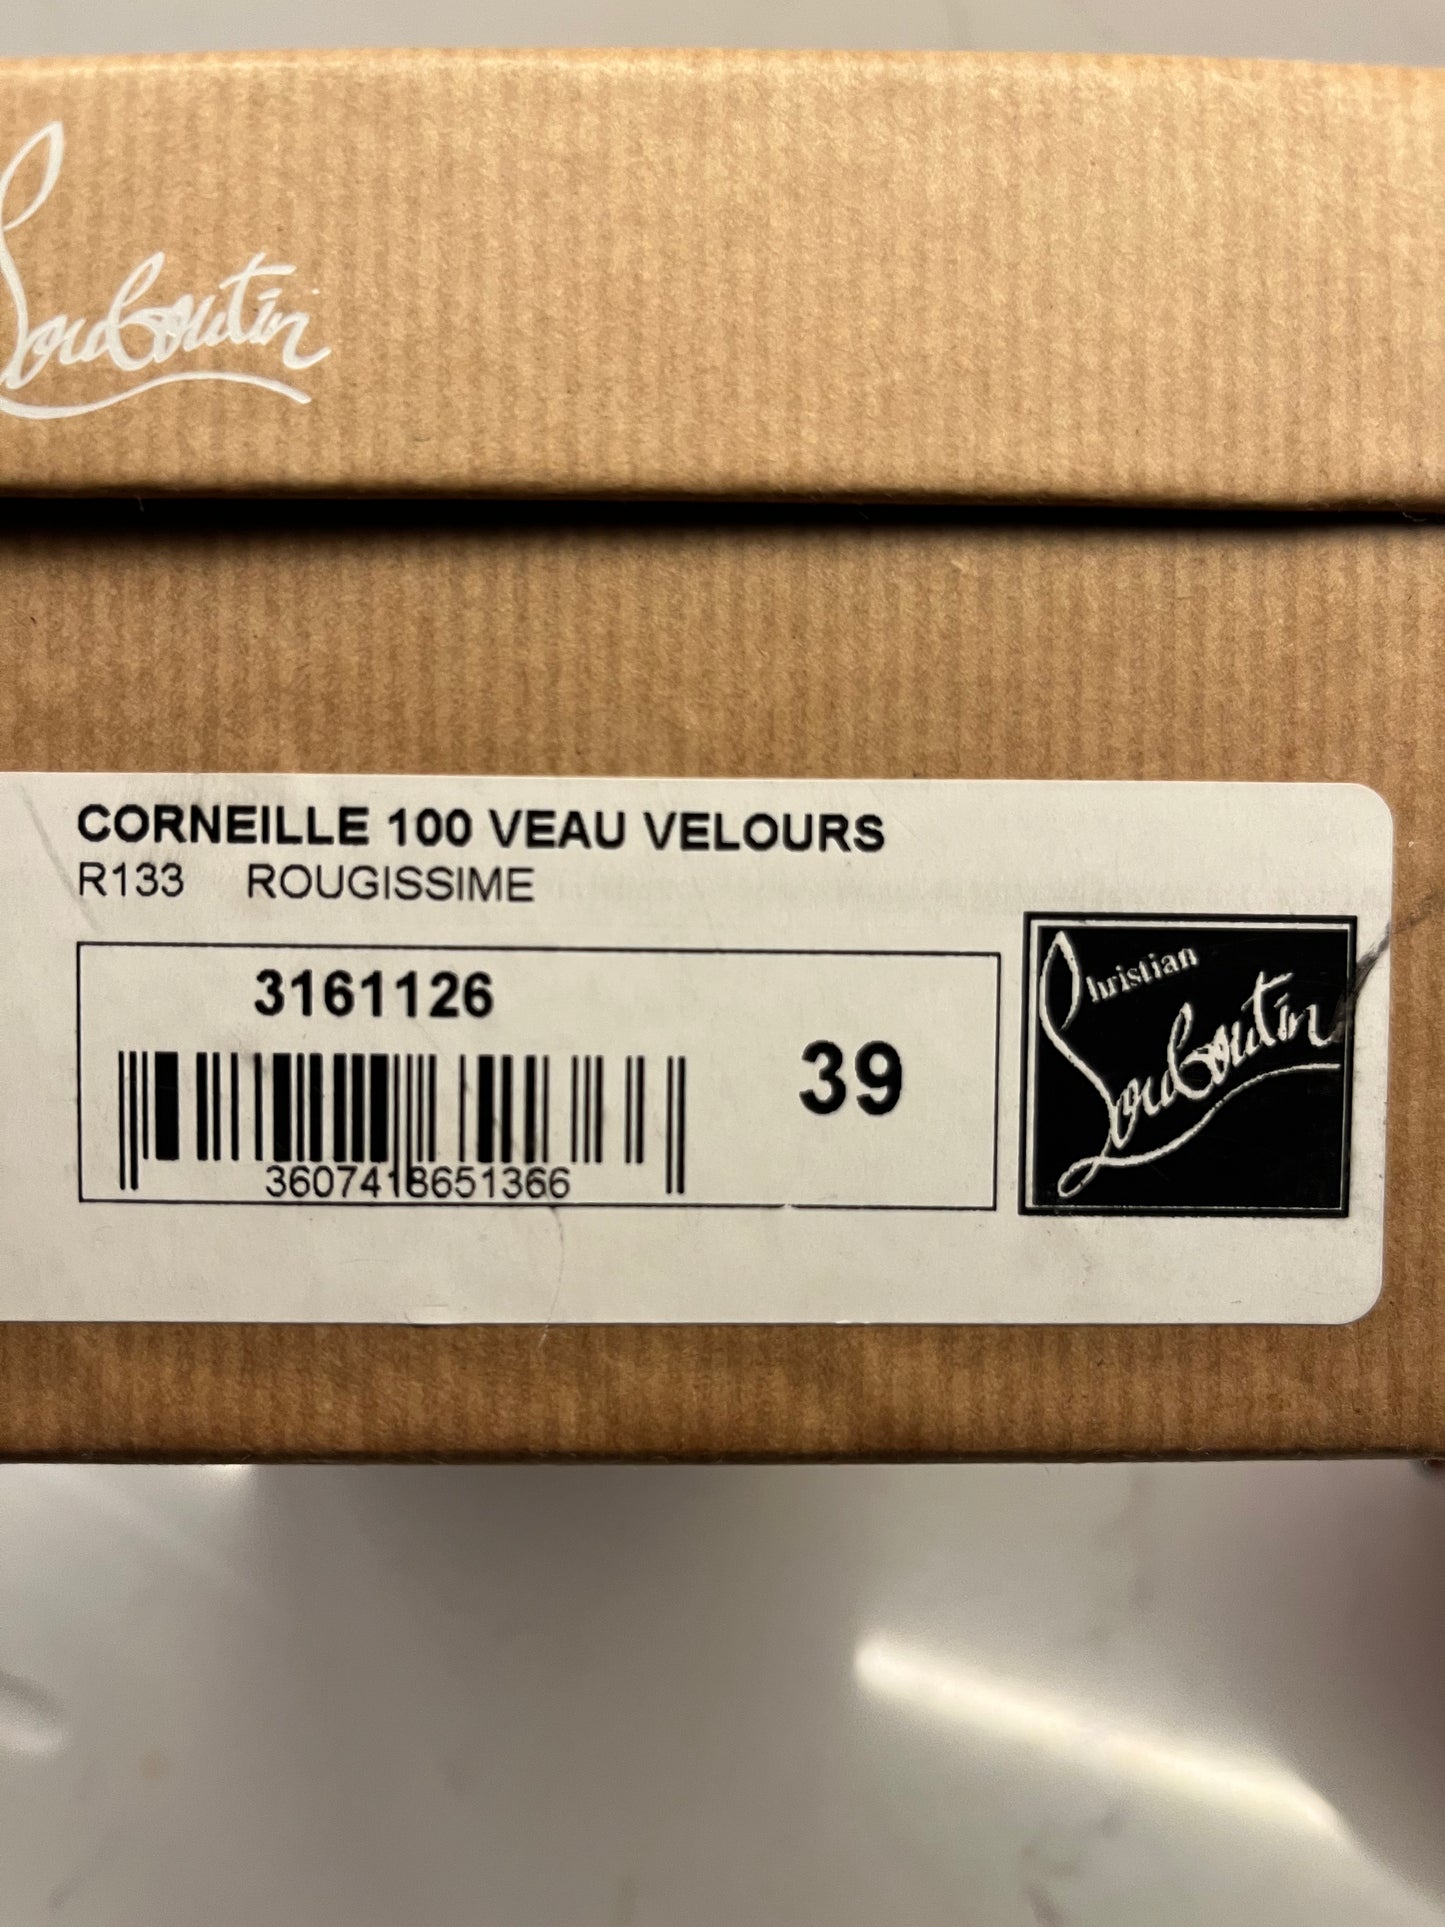 Louboutin
CORNEILLE 100 VEAU VELOURS
R133 ROUGISSIME
3161126
39
3607418651366
Christian
Louboutin